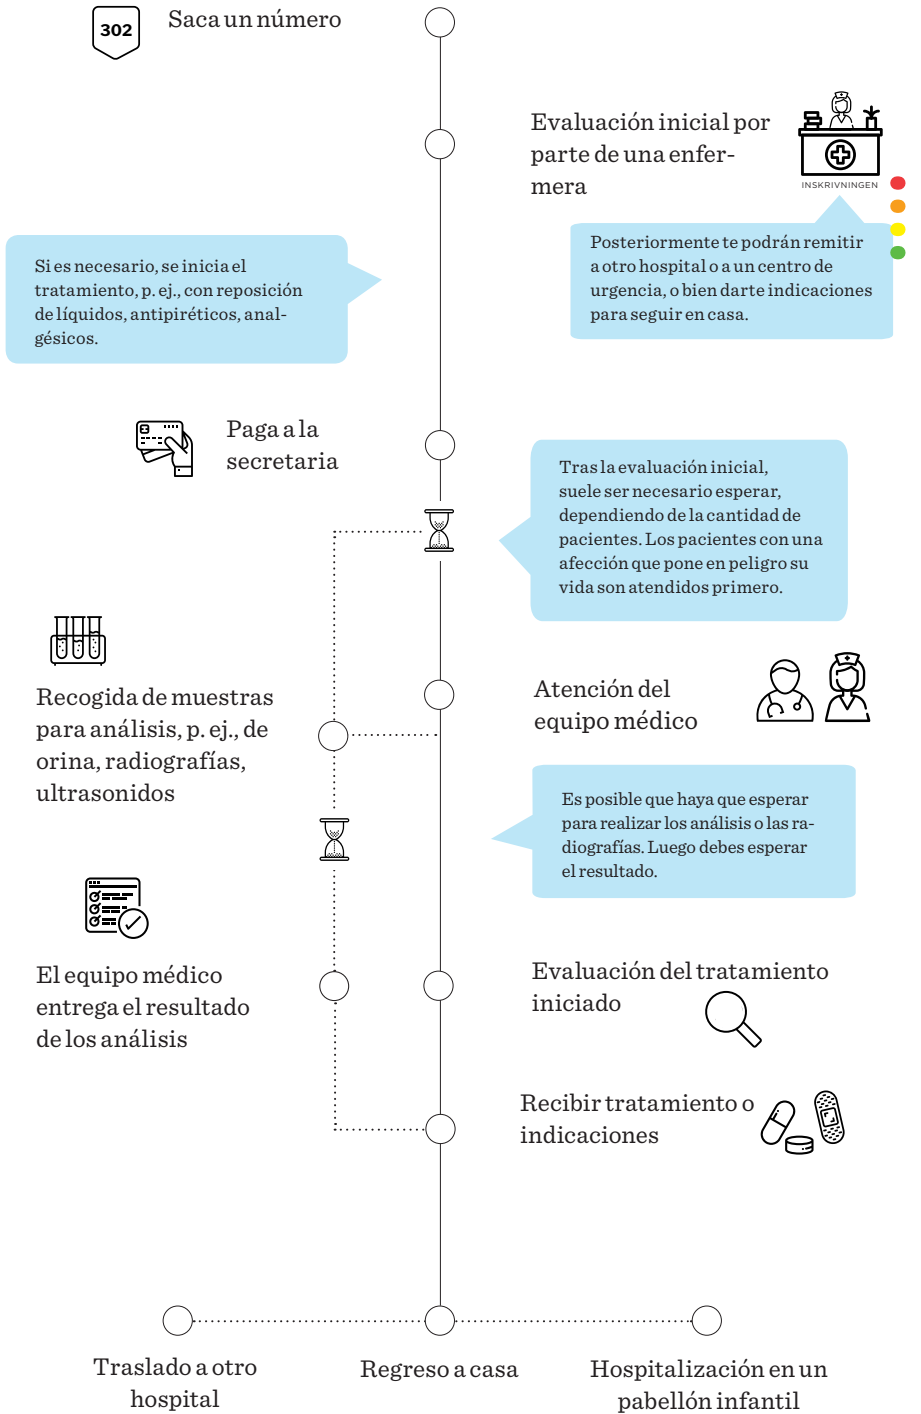 302
Saca un número
Evaluación inicial por
parte de una enfer-
mera
INSKRIVNINGEN
Posteriormente te podrán remitir
a otro hospital o a un centro de
urgencia, o bien darte indicaciones
para seguir en casa.
Si es necesario, se inicia el
tratamiento, p. ej., con reposición
de líquidos, antipiréticos, anal-
gésicos.
Paga a la
secretaria
Tras la evaluación inicial,
suele ser necesario esperar,
dependiendo de la cantidad de
pacientes. Los pacientes con una
afección que pone en peligro su
vida son atendidos primero.
Recogida de muestras
para análisis, p. ej., de
orina, radiografías,
ultrasonidos
Atención del
equipo médico
Es posible que haya que esperar
para realizar los análisis o las ra-
diografías. Luego debes esperar
el resultado.
El equipo médico
entrega el resultado
de los análisis
Evaluación del tratamiento
iniciado
Recibir tratamiento o
indicaciones
Traslado a otro
hospital
Regreso a casa
Hospitalización en un
pabellón infantil